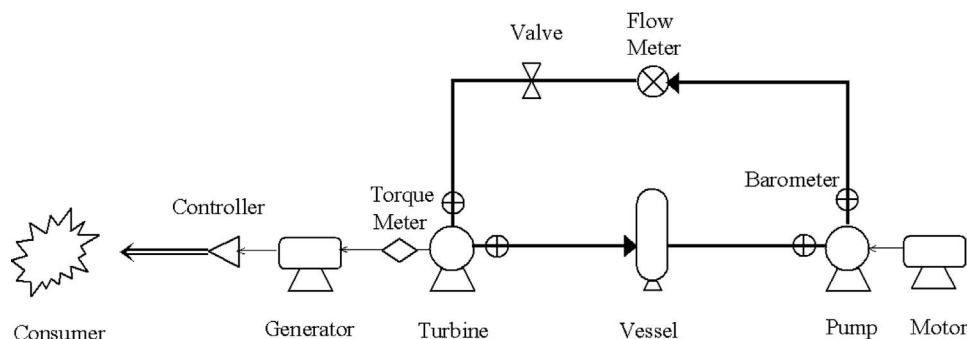 Flow
Meter
Valve
Barometer
Torque
Meter
Controller
Consumer
Generator
Turbine
Vessel
Pump
Motor